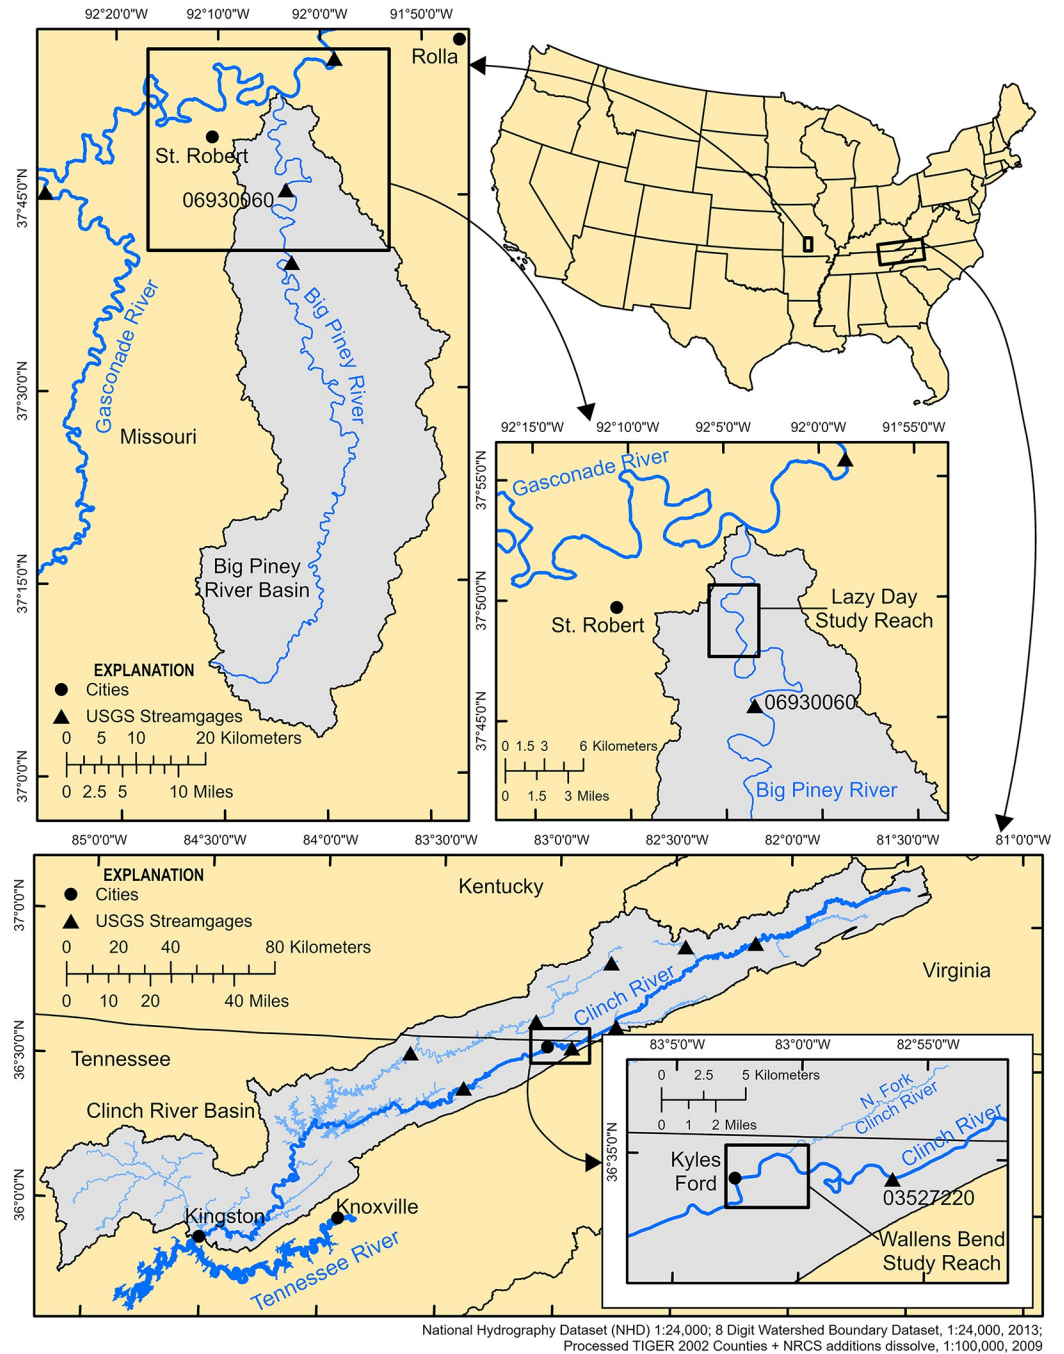 92°20'0"W 92°10'0"W 92°00'W 91°50'0"W
Rolla
St. Robert
06930060
37°45'0"N
Gasconade River
Big Piney River
37°30'0"N
Missouri
Big Piney
River Basin
37°15'0"N
EXPLANATION
Cities
USGS Streamgages
0 5 10 20 Kilometers
0 2.5 5 10 Miles
37°0'0"N
92°15'0"W 92°10'0"W 92°5'0"W 92°0'0"W 91°55'0"W
Gasconade River
37°55'0"N
37°50'0"N
Lazy Day
Study Reach
St. Robert
06930060
37°45'0"N
0 1.5 3 6 Kilometers
0 1.5 3 Miles
Big Piney River
85°0'0"W 84°30'0"W 84°0'0"W 83°30'0"W 83°0'0"W 82°30'0"W 82°0'0"W 81°30'0"W 81°0'0"W
EXPLANATION
Cities
USGS Streamgages
0 20 40 80 Kilometers
0 10 20 40 Miles
37°0'0"N
Kentucky
Virginia
Clinch River
36°30'0"N
Tennessee
Clinch River Basin
36°0'0"N
Kingston
Knoxville
Tennessee River
83°5'0"W 83°0'0"W 82°55'0"W
0 2.5 5 Kilometers
0 1 2 Miles
N. Fork
Clinch River
Clinch River
36°35'0"N
Kyles
Ford
03527220
Wallens Bend
Study Reach
National Hydrography Dataset (NHD) 1:24,000; 8 Digit Watershed Boundary Dataset, 1:24,000, 2013;
Processed TIGER 2002 Counties + NRCS additions dissolve, 1:100,000, 2009